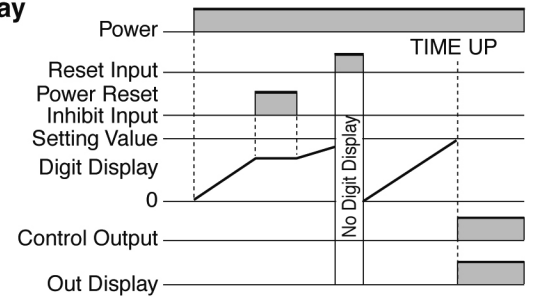 ay
Power
TIME UP
Reset Input
Power Reset
Inhibit Input
Setting Value
Digit Display
No Digit Display
0
Control Output
Out Display